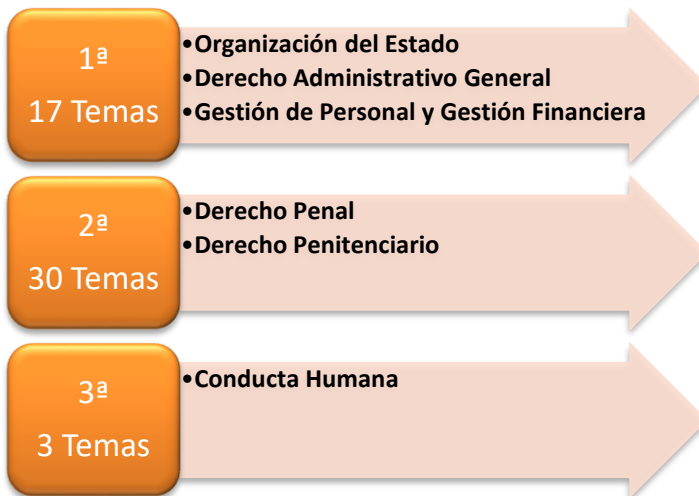 1ª
17 Temas
•Organización del Estado
•Derecho Administrativo General
•Gestión de Personal y Gestión Financiera
2ª
30 Temas
•Derecho Penal
•Derecho Penitenciario
3ª
3 Temas
•Conducta Humana